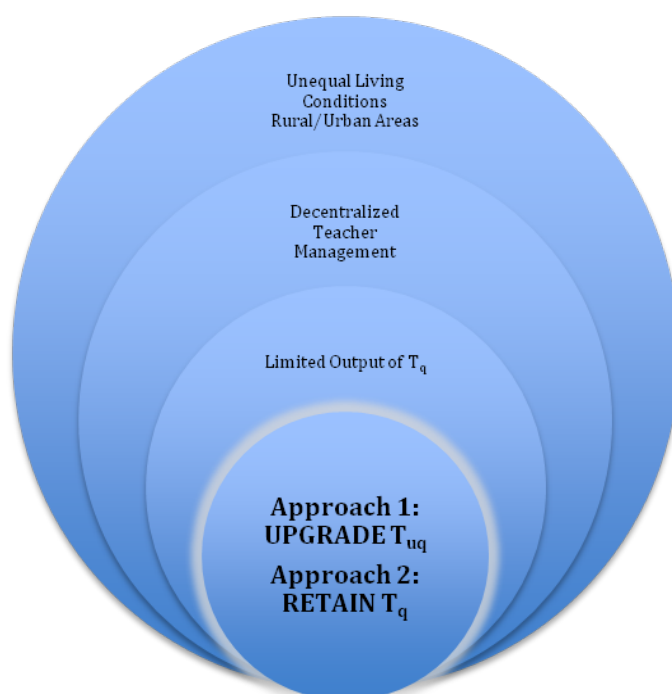 Unequal Living
Conditions
Rural/Urban Areas
Decentralized
Teacher
Management
Limited Output of Tq
Approach 1:
UPGRADE Tuq
Approach 2:
RETAIN Tq